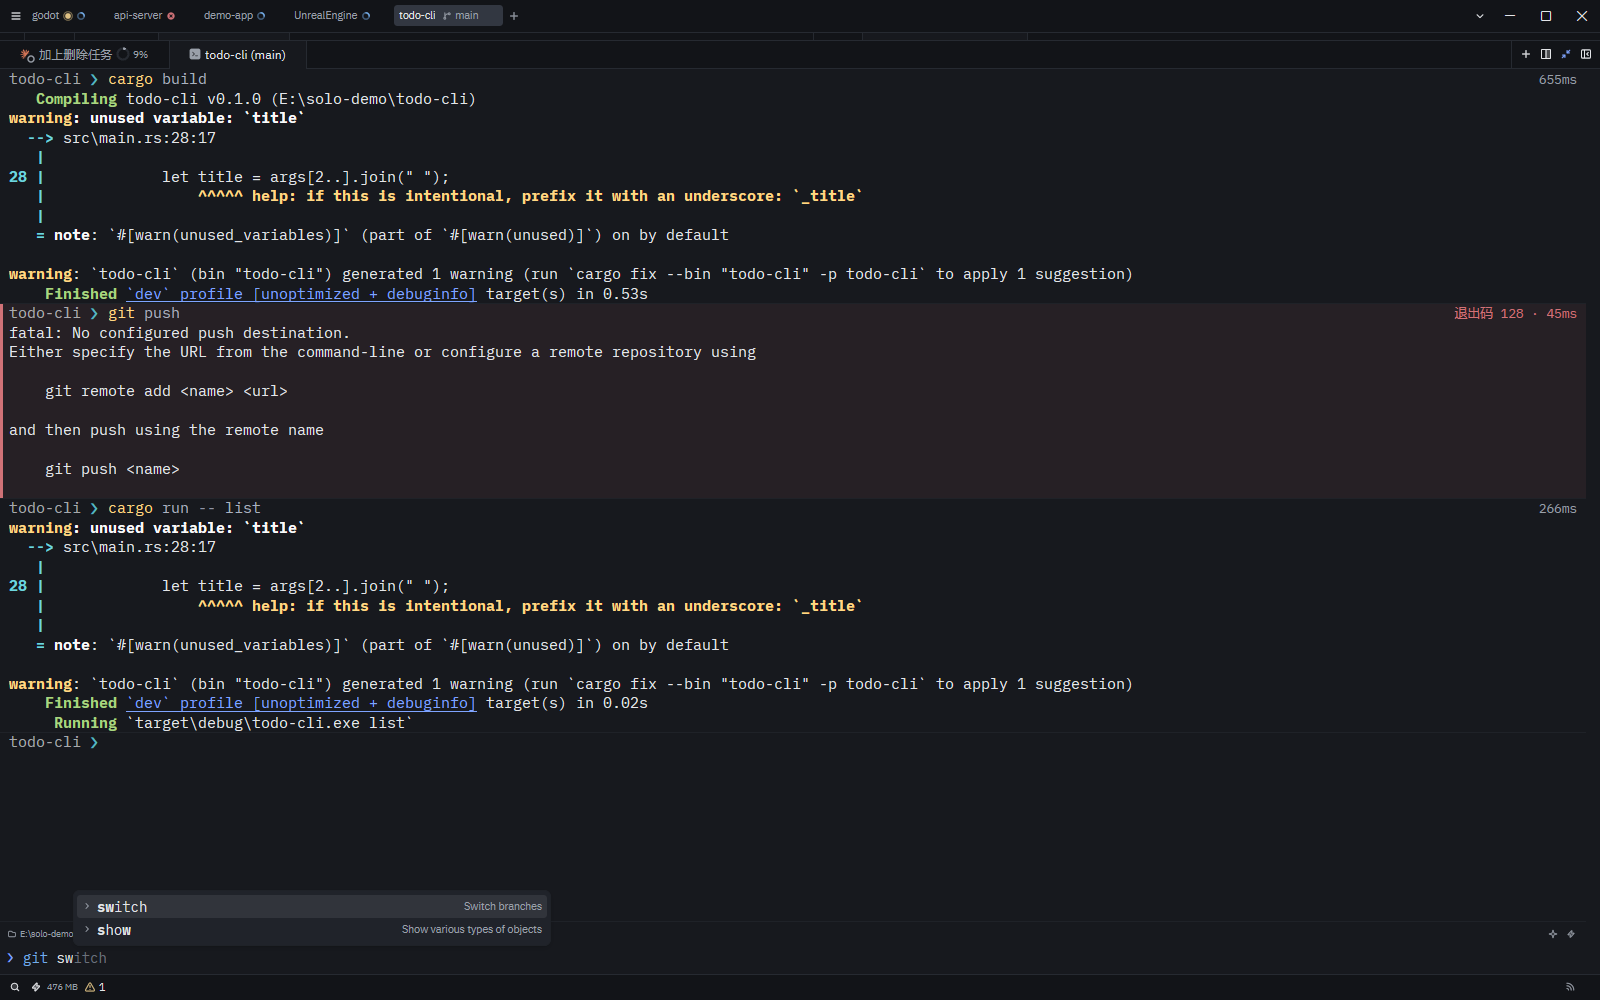 godot
api-server
demo-app
UnrealEngine
todo-cli main
加上删除任务 9%
todo-cli (main)
todo-cli ❯ cargo build 655ms
   Compiling todo-cli v0.1.0 (E:\solo-demo\todo-cli)
warning: unused variable: `title`
  --> src\main.rs:28:17
   |
28 |             let title = args[2..].join(" ");
   |                 ^^^^^ help: if this is intentional, prefix it with an underscore: `_title`
   |
   = note: `#[warn(unused_variables)]` (part of `#[warn(unused)]`) on by default
warning: `todo-cli` (bin "todo-cli") generated 1 warning (run `cargo fix --bin "todo-cli" -p todo-cli` to apply 1 suggestion)
    Finished `dev` profile [unoptimized + debuginfo] target(s) in 0.53s
todo-cli ❯ git push 退出码 128 · 45ms
fatal: No configured push destination.
Either specify the URL from the command-line or configure a remote repository using
    git remote add <name> <url>
and then push using the remote name
    git push <name>
todo-cli ❯ cargo run -- list 266ms
warning: unused variable: `title`
  --> src\main.rs:28:17
   |
28 |             let title = args[2..].join(" ");
   |                 ^^^^^ help: if this is intentional, prefix it with an underscore: `_title`
   |
   = note: `#[warn(unused_variables)]` (part of `#[warn(unused)]`) on by default
warning: `todo-cli` (bin "todo-cli") generated 1 warning (run `cargo fix --bin "todo-cli" -p todo-cli` to apply 1 suggestion)
    Finished `dev` profile [unoptimized + debuginfo] target(s) in 0.02s
     Running `target\debug\todo-cli.exe list`
todo-cli ❯
switch Switch branches
show Show various types of objects
E:\solo-demo
❯ git switch
476 MB 1